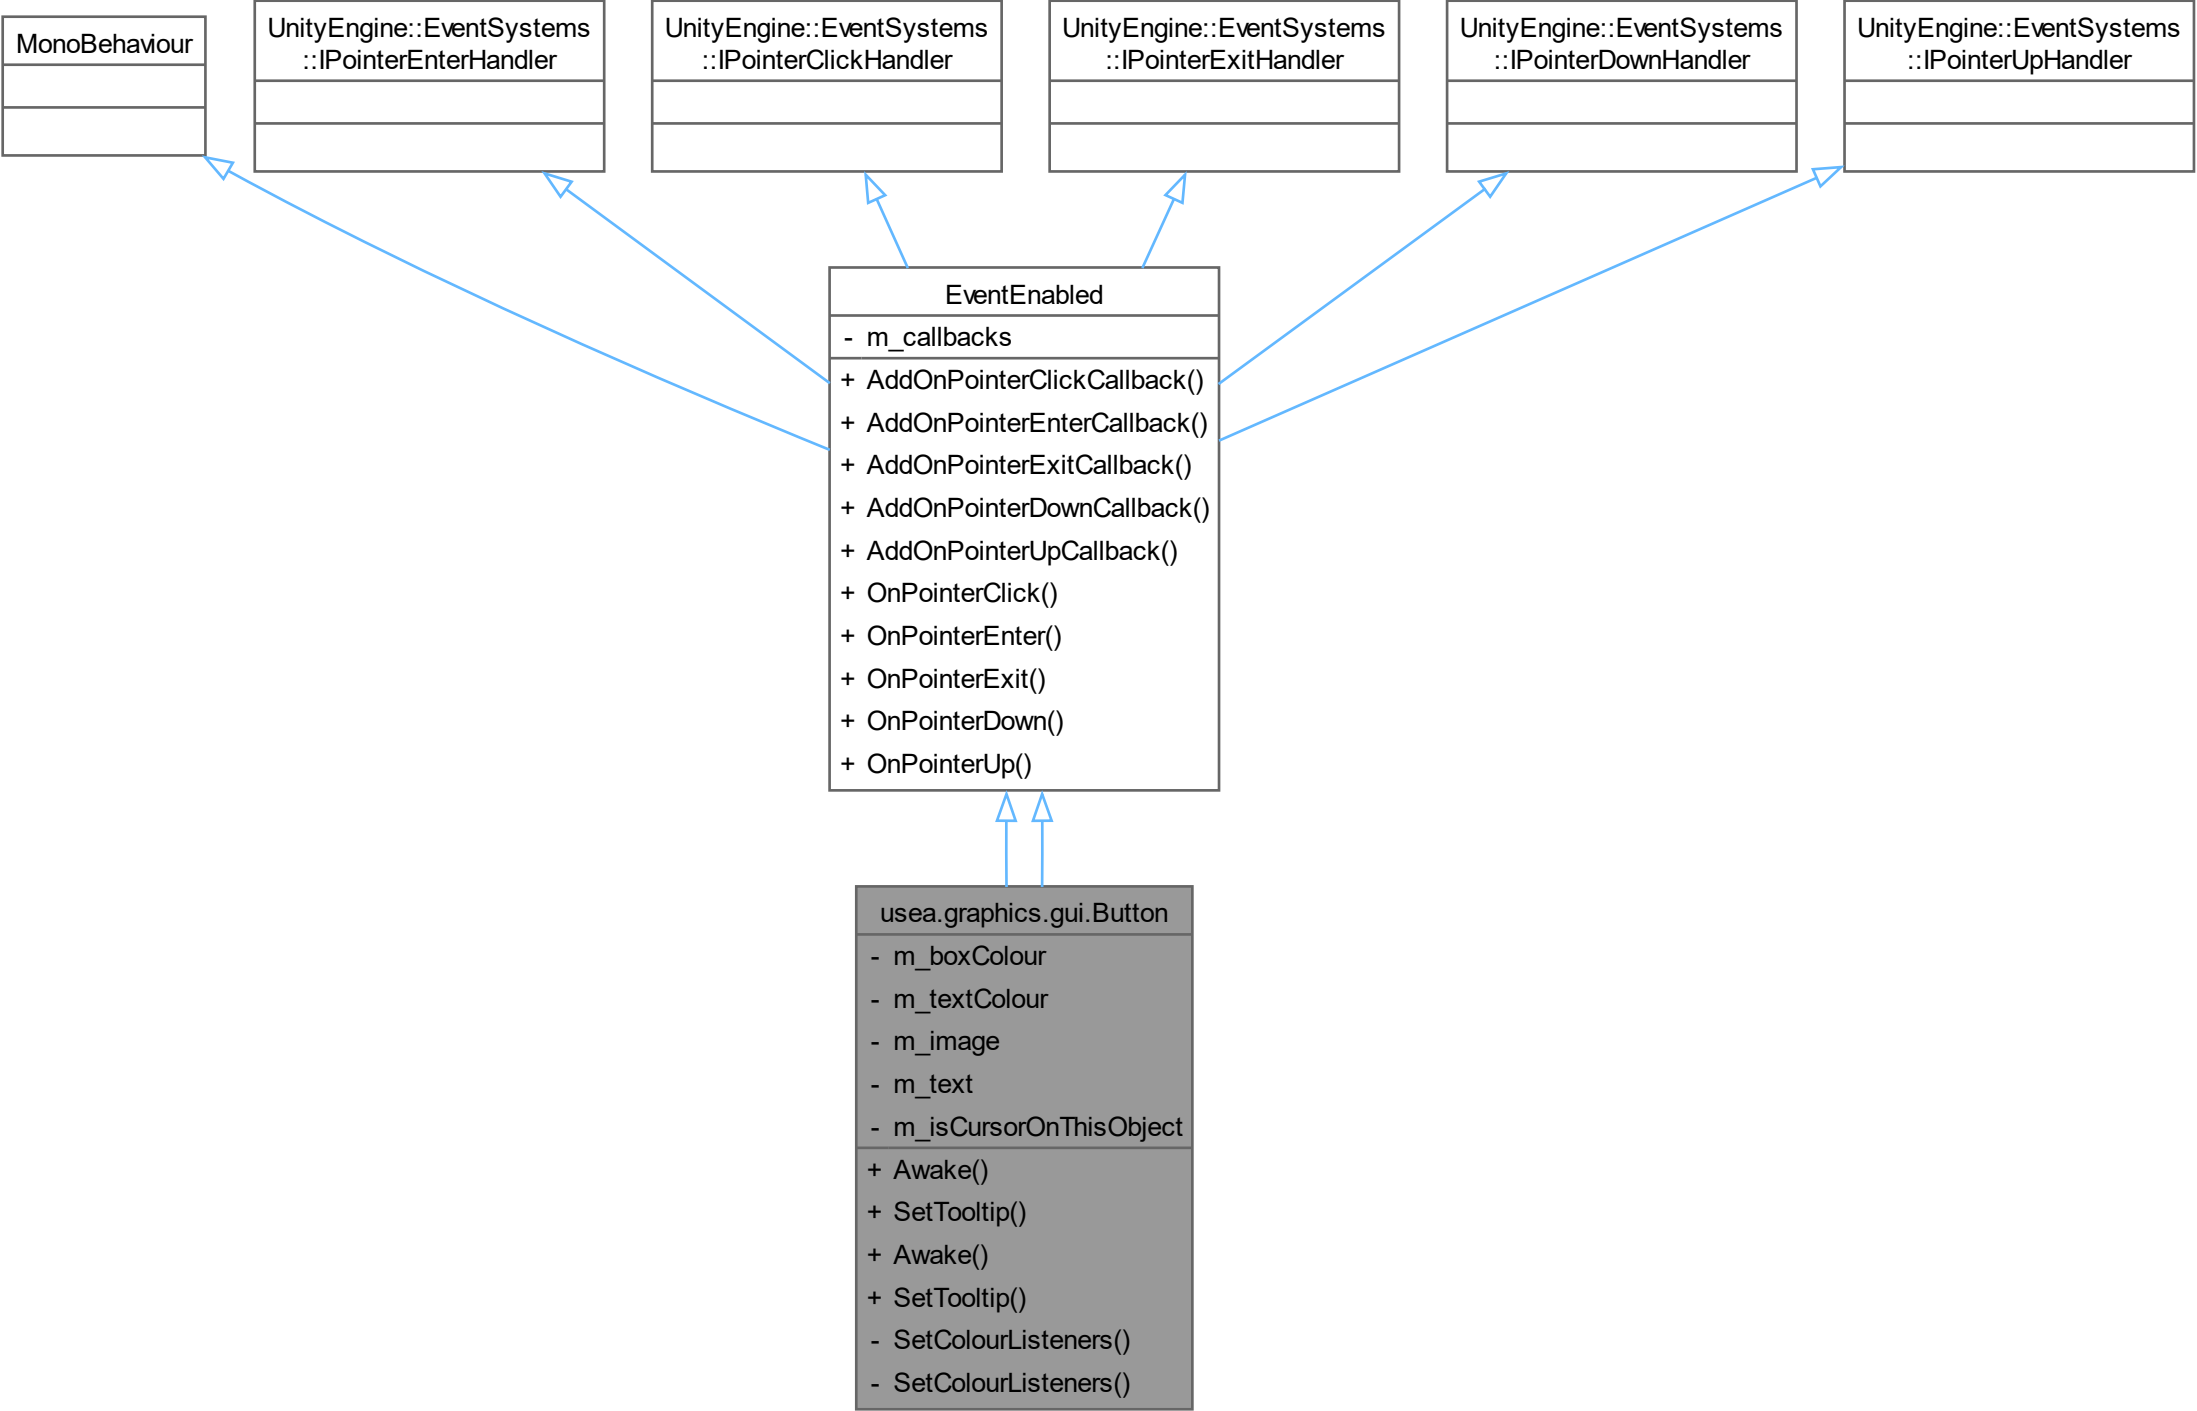 MonoBehaviour
UnityEngine::EventSystems
::IPointerEnterHandler
UnityEngine::EventSystems
::IPointerClickHandler
UnityEngine::EventSystems
::IPointerExitHandler
UnityEngine::EventSystems
::IPointerDownHandler
UnityEngine::EventSystems
::IPointerUpHandler
EventEnabled
- m_callbacks
+ AddOnPointerClickCallback()
+ AddOnPointerEnterCallback()
+ AddOnPointerExitCallback()
+ AddOnPointerDownCallback()
+ AddOnPointerUpCallback()
+ OnPointerClick()
+ OnPointerEnter()
+ OnPointerExit()
+ OnPointerDown()
+ OnPointerUp()
usea.graphics.gui.Button
- m_boxColour
- m_textColour
- m_image
- m_text
- m_isCursorOnThisObject
+ Awake()
+ SetTooltip()
+ Awake()
+ SetTooltip()
- SetColourListeners()
- SetColourListeners()